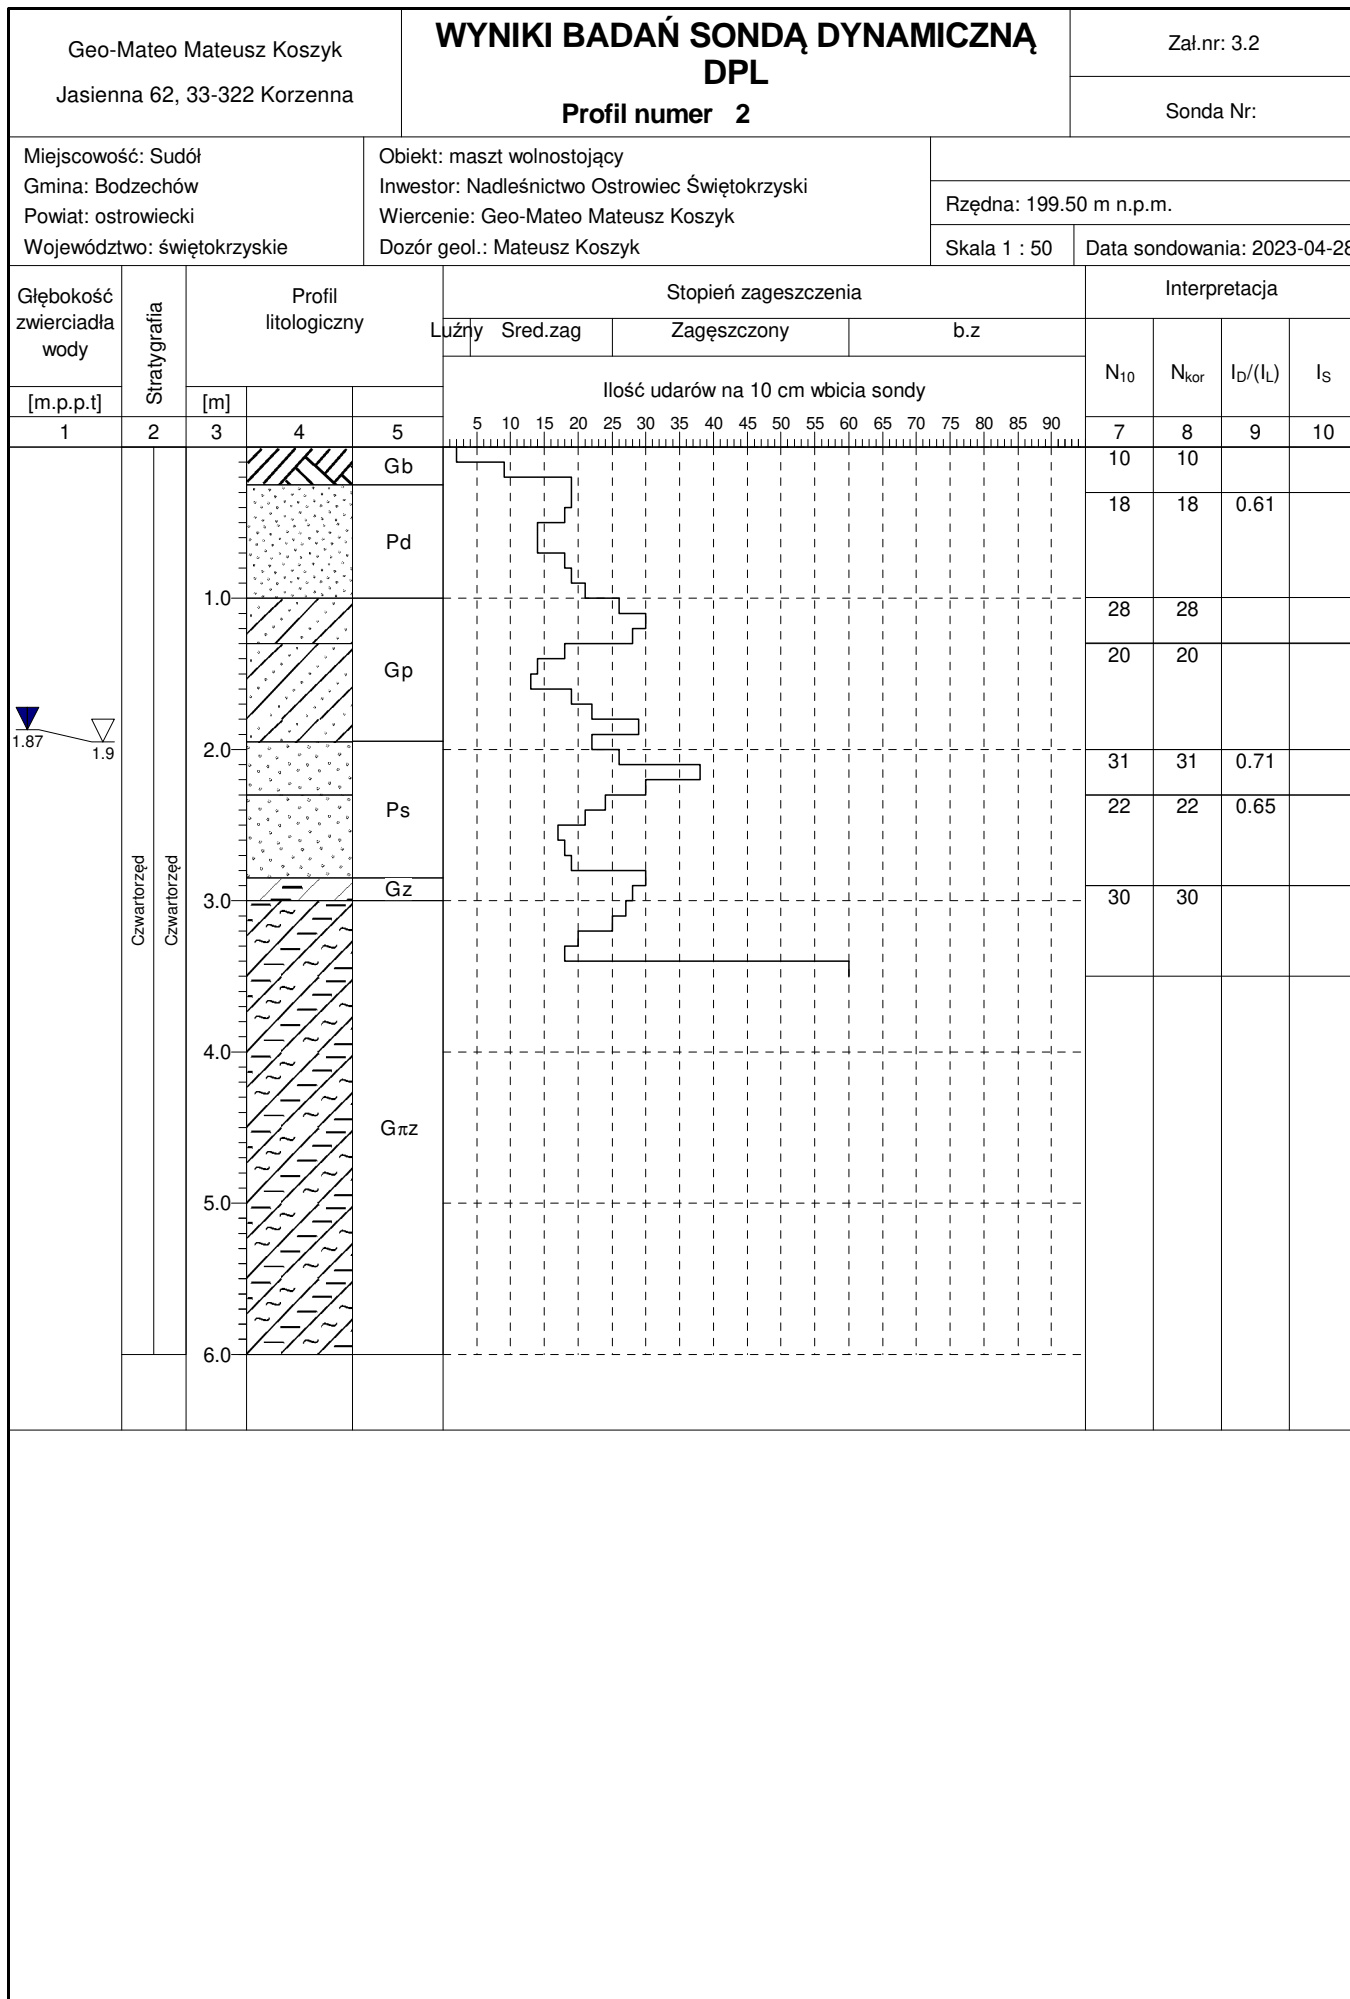 Geo-Mateo Mateusz Koszyk
Jasienna 62, 33-322 Korzenna
WYNIKI BADAŃ SONDĄ DYNAMICZNĄ
DPL
Profil numer 2
Zał.nr: 3.2
Sonda Nr:
Miejscowość: Sudół
Gmina: Bodzechów
Powiat: ostrowiecki
Województwo: świętokrzyskie
Obiekt: maszt wolnostojący
Inwestor: Nadleśnictwo Ostrowiec Świętokrzyski
Wiercenie: Geo-Mateo Mateusz Koszyk
Dozór geol.: Mateusz Koszyk
Rzędna: 199.50 m n.p.m.
Skala 1 : 50
Data sondowania: 2023-04-28
Głębokość
zwierciadła
wody
[m.p.p.t]
Stratygrafia
Profil
litologiczny
[m]
Stopień zageszczenia
Luźny Sred.zag Zagęszczony b.z
Ilość udarów na 10 cm wbicia sondy
5 10 15 20 25 30 35 40 45 50 55 60 65 70 75 80 85 90
Interpretacja
N10 Nkor ID/(IL) IS
1 2 3 4 5 7 8 9 10
Gb
10 10
Pd
18 18 0.61
1.0
28 28
Gp
20 20
1.87
1.9
2.0
31 31 0.71
Ps
22 22 0.65
Czwartorzęd
Czwartorzęd
Gz
3.0
30 30
4.0
Gπz
5.0
6.0